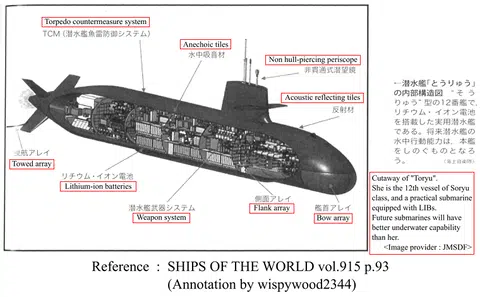 Torpedo countermeasure system
TCM (潜水艦魚雷防御システム)
Anechoic tiles
水中吸音材
Non hull-piercing periscope
非貫通式潜望鏡
Acoustic reflecting tiles
反射材
曳航アレイ
Towed array
リチウム・イオン電池
Lithium-ion batteries
潜水艦武器システム
Weapon system
側面アレイ
Flank array
艦首アレイ
Bow array
←潜水艦「とうりゅう」
の内部構造図 “そう
りゅう”型の12番艦で、
リチウム・イオン電池
を搭載した実用潜水艦
である。将来潜水艦の
水中行動能力は、本艦
をしのぐものとなろ
う。
Cutaway of "Toryu".
She is the 12th vessel of Soryu
class, and a practical submarine
equipped with LIBs.
Future submarines will have
better underwater capability
than her.
<Image provider : JMSDF>
Reference : SHIPS OF THE WORLD vol.915 p.93
(Annotation by wispywood2344)